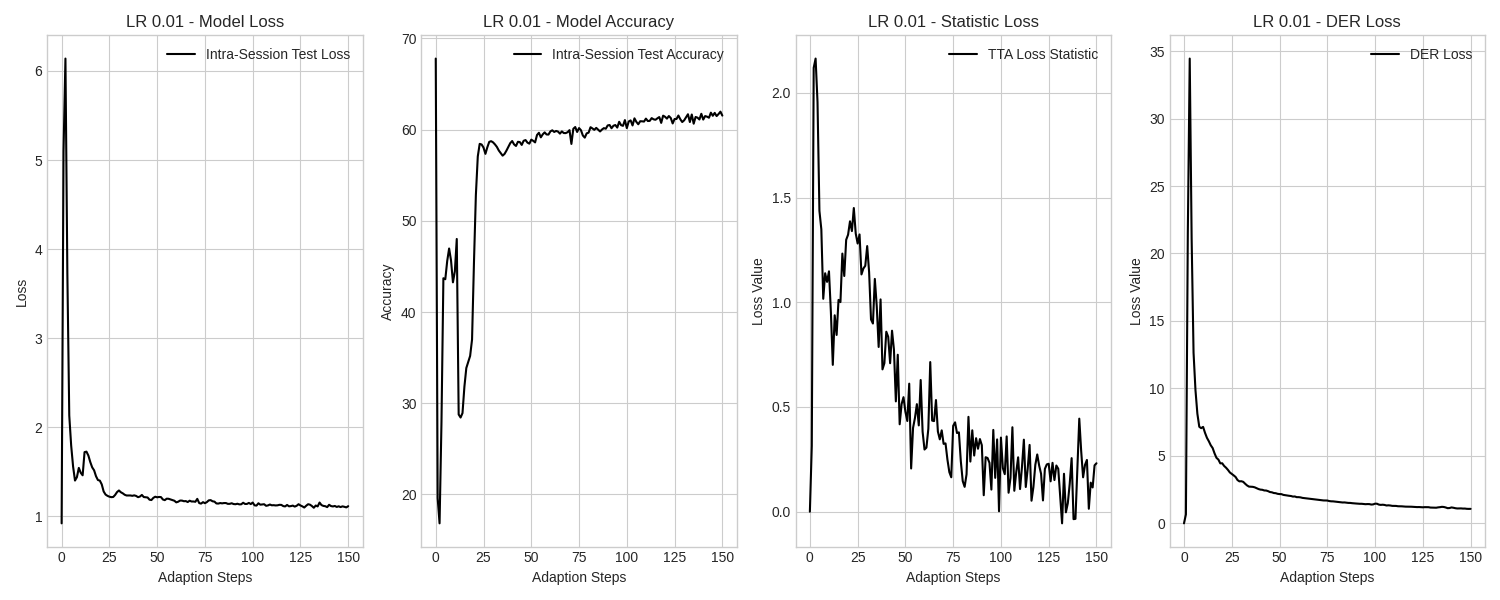 LR 0.01 - Model Loss
Intra-Session Test Loss
6
5
4
3
2
1
Loss
0 25 50 75 100 125 150
Adaption Steps
LR 0.01 - Model Accuracy
Intra-Session Test Accuracy
70
60
50
40
30
20
Accuracy
0 25 50 75 100 125 150
Adaption Steps
LR 0.01 - Statistic Loss
TTA Loss Statistic
2.0
1.5
1.0
0.5
0.0
Loss Value
0 25 50 75 100 125 150
Adaption Steps
LR 0.01 - DER Loss
DER Loss
35
30
25
20
15
10
5
0
Loss Value
0 25 50 75 100 125 150
Adaption Steps